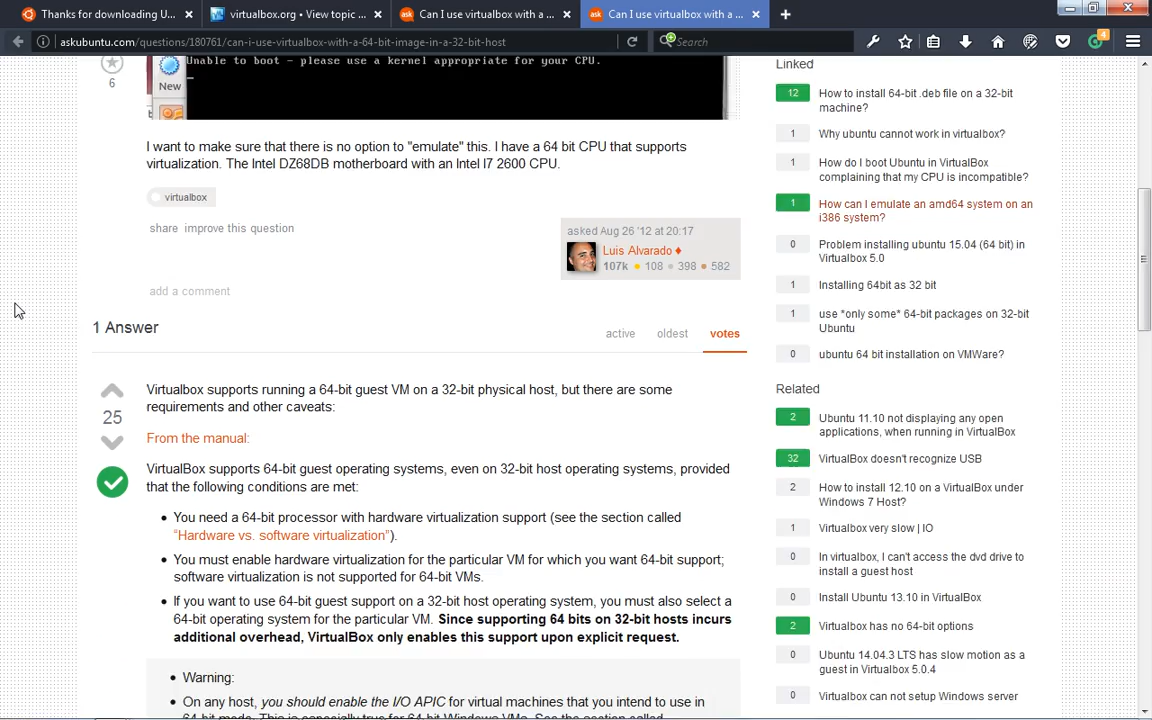 Thanks for downloading U...
virtualbox.org • View topic ...
Can I use virtualbox with a ...
Can I use virtualbox with a ...
askubuntu.com/questions/180761/can-i-use-virtualbox-with-a-64-bit-image-in-a-32-bit-host
Search
4
6
New
Unable to boot - please use a kernel appropriate for your CPU.
I want to make sure that there is no option to "emulate" this. I have a 64 bit CPU that supports
virtualization. The Intel DZ68DB motherboard with an Intel I7 2600 CPU.
virtualbox
share improve this question
asked Aug 26 '12 at 20:17
Luis Alvarado ♦
107k ● 108 ● 398 ● 582
add a comment
1 Answer
active oldest votes
25
Virtualbox supports running a 64-bit guest VM on a 32-bit physical host, but there are some
requirements and other caveats:
From the manual:
VirtualBox supports 64-bit guest operating systems, even on 32-bit host operating systems, provided
that the following conditions are met:
• You need a 64-bit processor with hardware virtualization support (see the section called
“Hardware vs. software virtualization”).
• You must enable hardware virtualization for the particular VM for which you want 64-bit support;
software virtualization is not supported for 64-bit VMs.
• If you want to use 64-bit guest support on a 32-bit host operating system, you must also select a
64-bit operating system for the particular VM. Since supporting 64 bits on 32-bit hosts incurs
additional overhead, VirtualBox only enables this support upon explicit request.
• Warning:
• On any host, you should enable the I/O APIC for virtual machines that you intend to use in
64-bit mode. This is especially true for 64-bit Windows VMs. See the section called
Linked
12 How to install 64-bit .deb file on a 32-bit
machine?
1 Why ubuntu cannot work in virtualbox?
1 How do I boot Ubuntu in VirtualBox
complaining that my CPU is incompatible?
1 How can I emulate an amd64 system on an
i386 system?
0 Problem installing ubuntu 15.04 (64 bit) in
Virtualbox 5.0
1 Installing 64bit as 32 bit
1 use *only some* 64-bit packages on 32-bit
Ubuntu
0 ubuntu 64 bit installation on VMWare?
Related
2 Ubuntu 11.10 not displaying any open
applications, when running in VirtualBox
32 VirtualBox doesn't recognize USB
2 How to install 12.10 on a VirtualBox under
Windows 7 Host?
1 Virtualbox very slow | IO
0 In virtualbox, I can't access the dvd drive to
install a guest host
0 Install Ubuntu 13.10 in VirtualBox
2 Virtualbox has no 64-bit options
0 Ubuntu 14.04.3 LTS has slow motion as a
guest in Virtualbox 5.0.4
0 Virtualbox can not setup Windows server